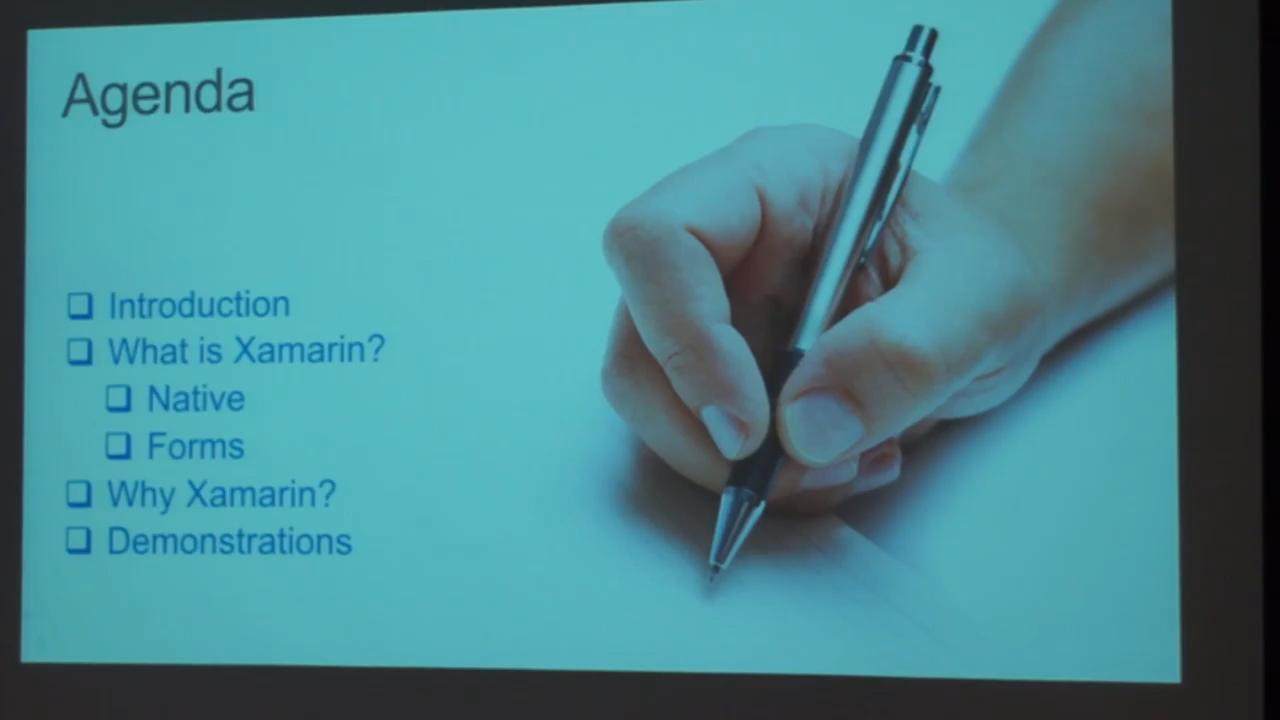 Agenda
Introduction
What is Xamarin?
Native
Forms
Why Xamarin?
Demonstrations